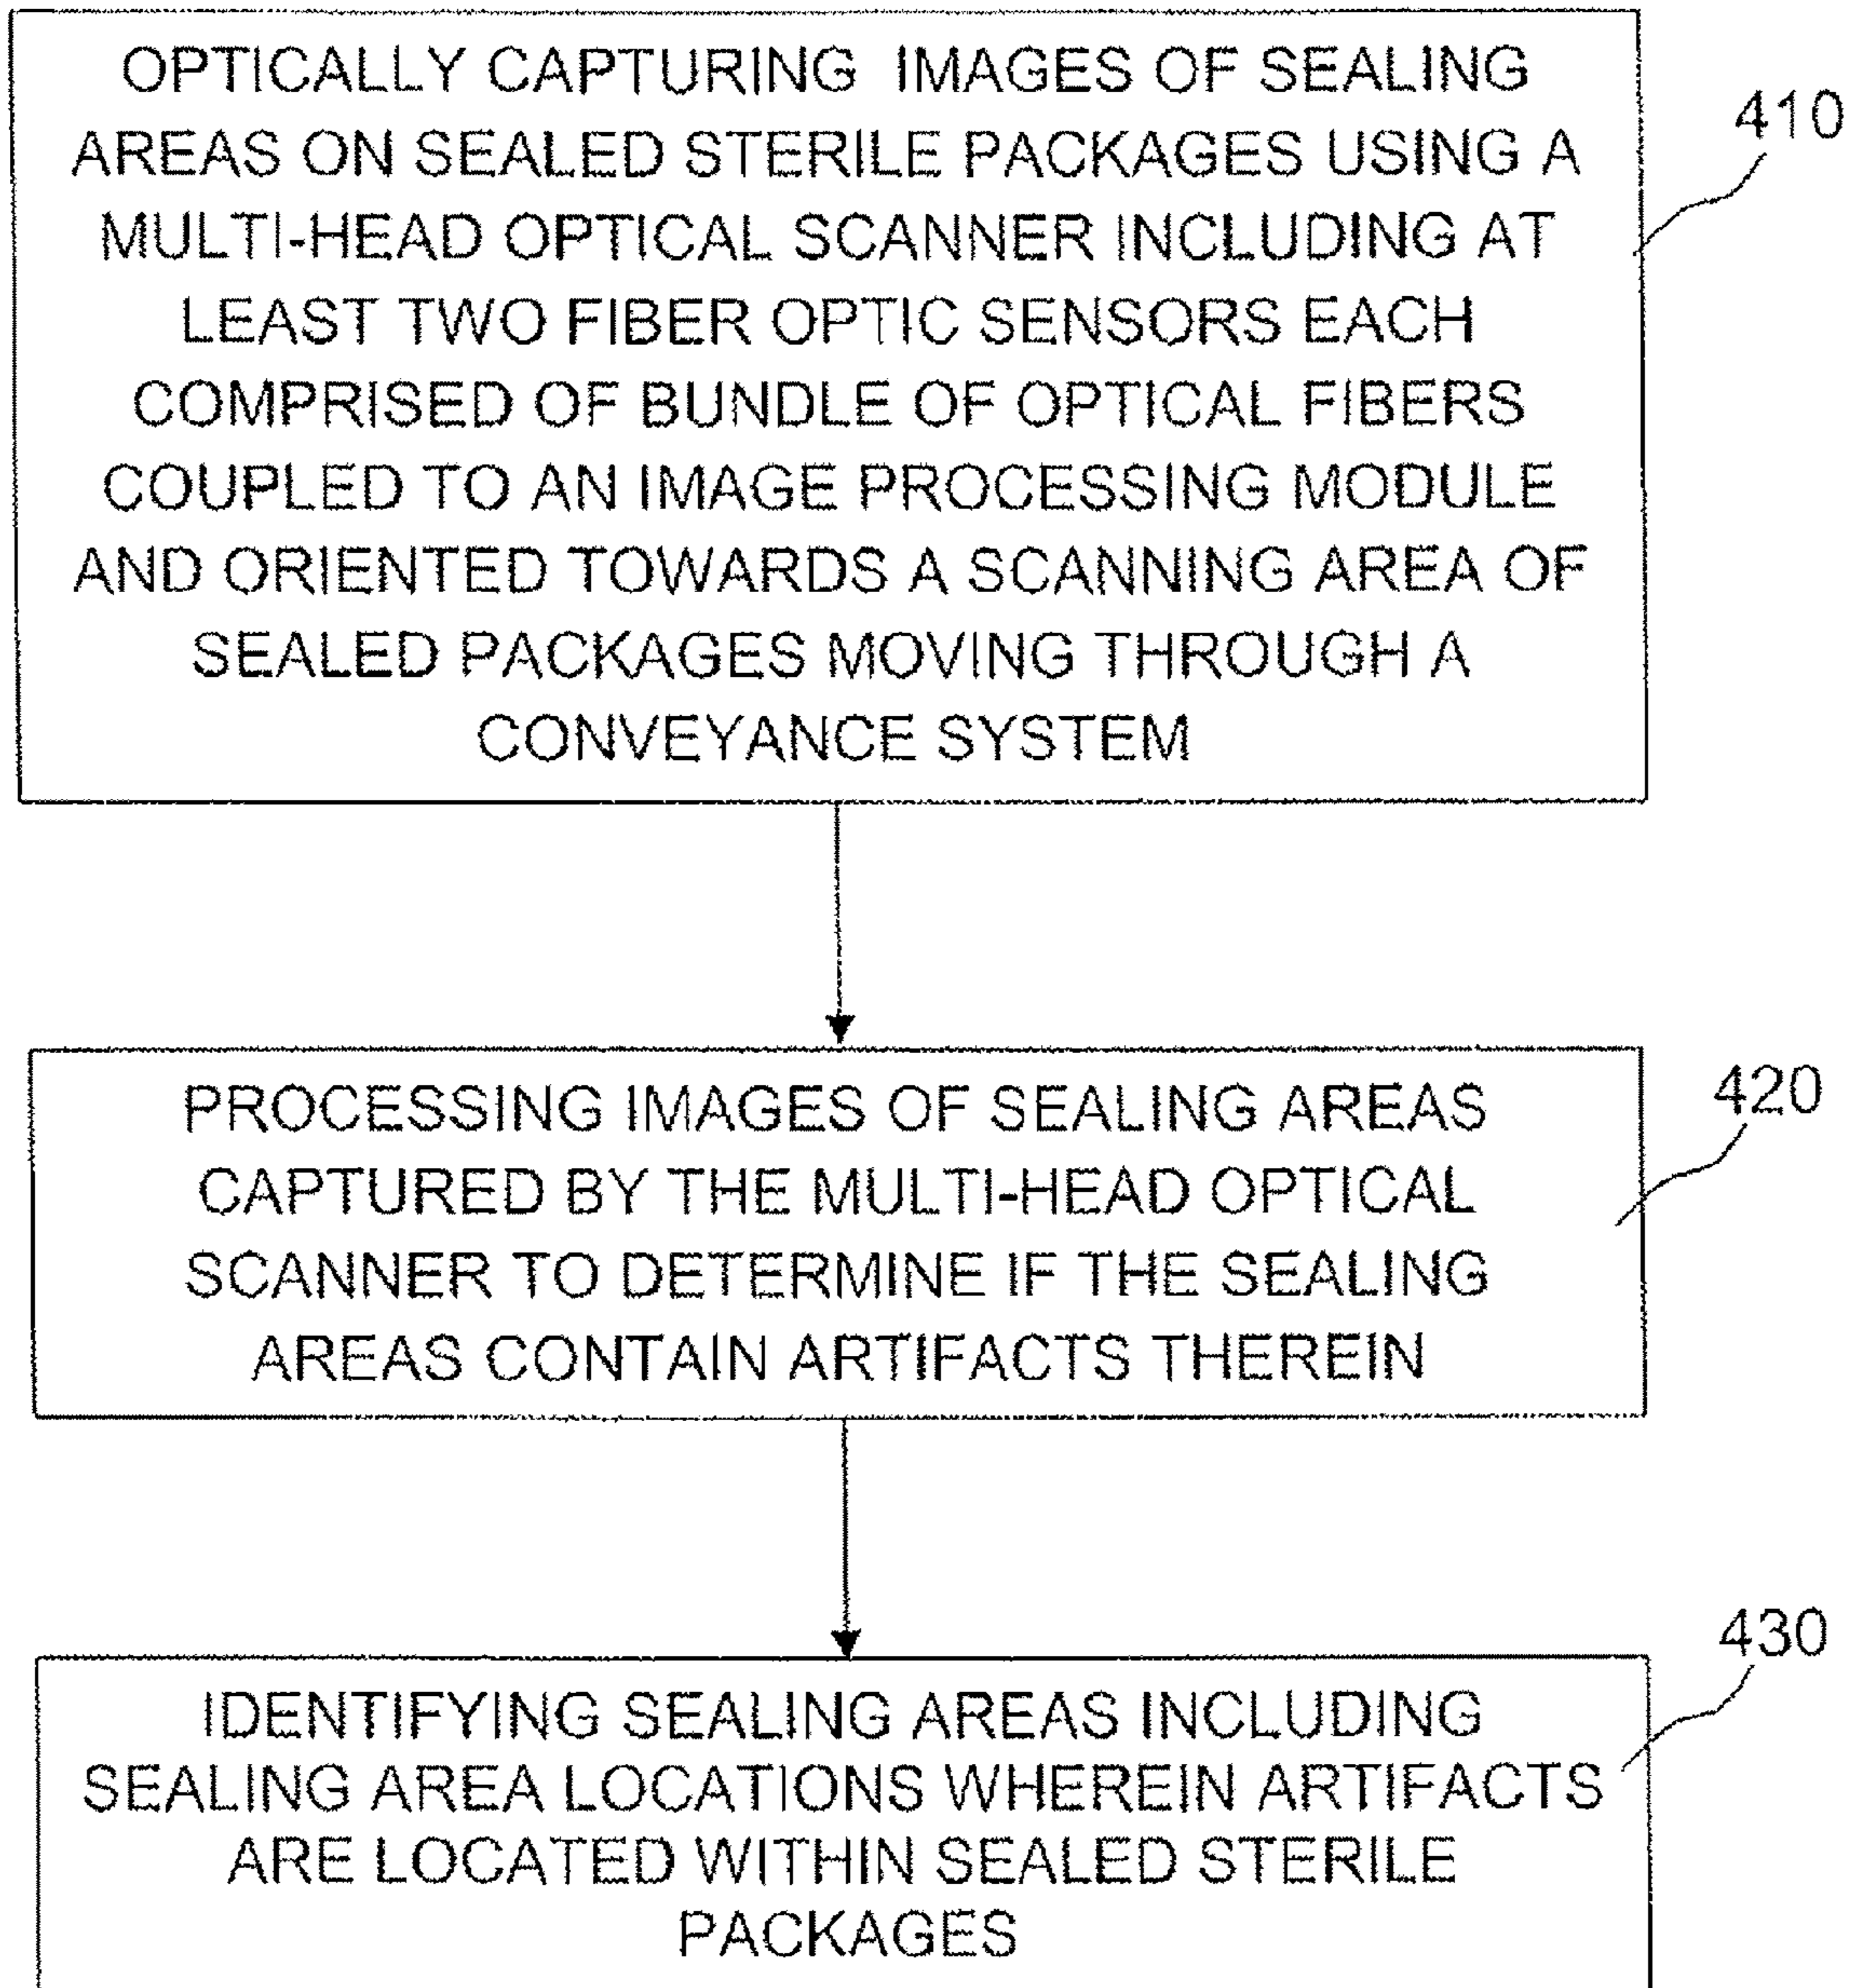 OPTICALLY CAPTURING IMAGES OF SEALING
AREAS ON SEALED STERILE PACKAGES USING A
MULTI-HEAD OPTICAL SCANNER INCLUDING AT
LEAST TWO FIBER OPTIC SENSORS EACH
COMPRISED OF BUNDLE OF OPTICAL FIBERS
COUPLED TO AN IMAGE PROCESSING MODULE
AND ORIENTED TOWARDS A SCANNING AREA OF
SEALED PACKAGES MOVING THROUGH A
CONVEYANCE SYSTEM
410
PROCESSING IMAGES OF SEALING AREAS
CAPTURED BY THE MULTI-HEAD OPTICAL
SCANNER TO DETERMINE IF THE SEALING
AREAS CONTAIN ARTIFACTS THEREIN
420
IDENTIFYING SEALING AREAS INCLUDING
SEALING AREA LOCATIONS WHEREIN ARTIFACTS
ARE LOCATED WITHIN SEALED STERILE
PACKAGES
430